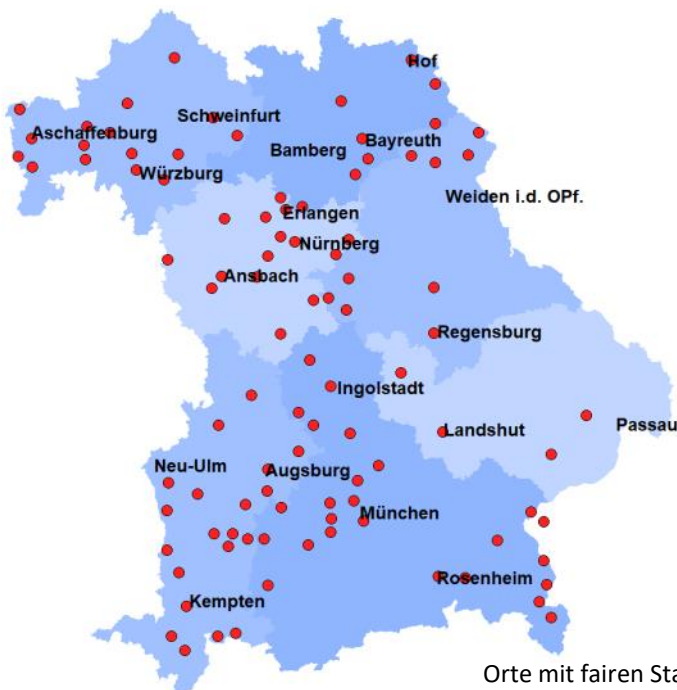 Hof
Schweinfurt
Aschaffenburg
Bayreuth
Bamberg
Würzburg
Weiden i.d. OPf.
Erlangen
Nürnberg
Ansbach
Regensburg
Ingolstadt
Passau
Landshut
Neu-Ulm
Augsburg
München
Rosenheim
Kempten
Orte mit fairen